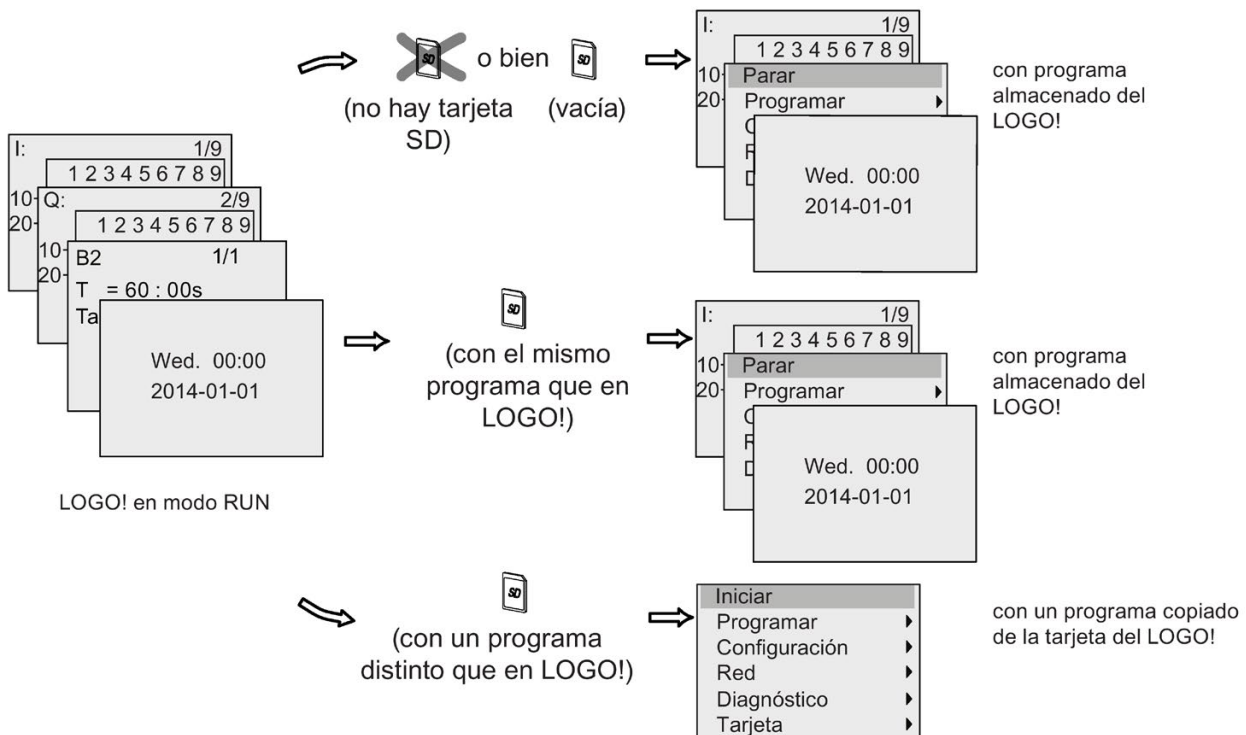 I: 1/9
1 2 3 4 5 6 7 8 9
10
20
Q: 2/9
1 2 3 4 5 6 7 8 9
10
20
B2 1/1
T = 60 : 00s
Ta
Wed. 00:00
2014-01-01
LOGO! en modo RUN
SD
o bien
SD
(no hay tarjeta
SD)
(vacía)
I: 1/9
1 2 3 4 5 6 7 8 9
10
20
Parar
Programar
C
R
D
Wed. 00:00
2014-01-01
con programa
almacenado del
LOGO!
SD
(con el mismo
programa que en
LOGO!)
I: 1/9
1 2 3 4 5 6 7 8 9
10
20
Parar
Programar
C
R
D
Wed. 00:00
2014-01-01
con programa
almacenado del
LOGO!
SD
(con un programa
distinto que en LOGO!)
Iniciar
Programar
Configuración
Red
Diagnóstico
Tarjeta
con un programa copiado
de la tarjeta del LOGO!